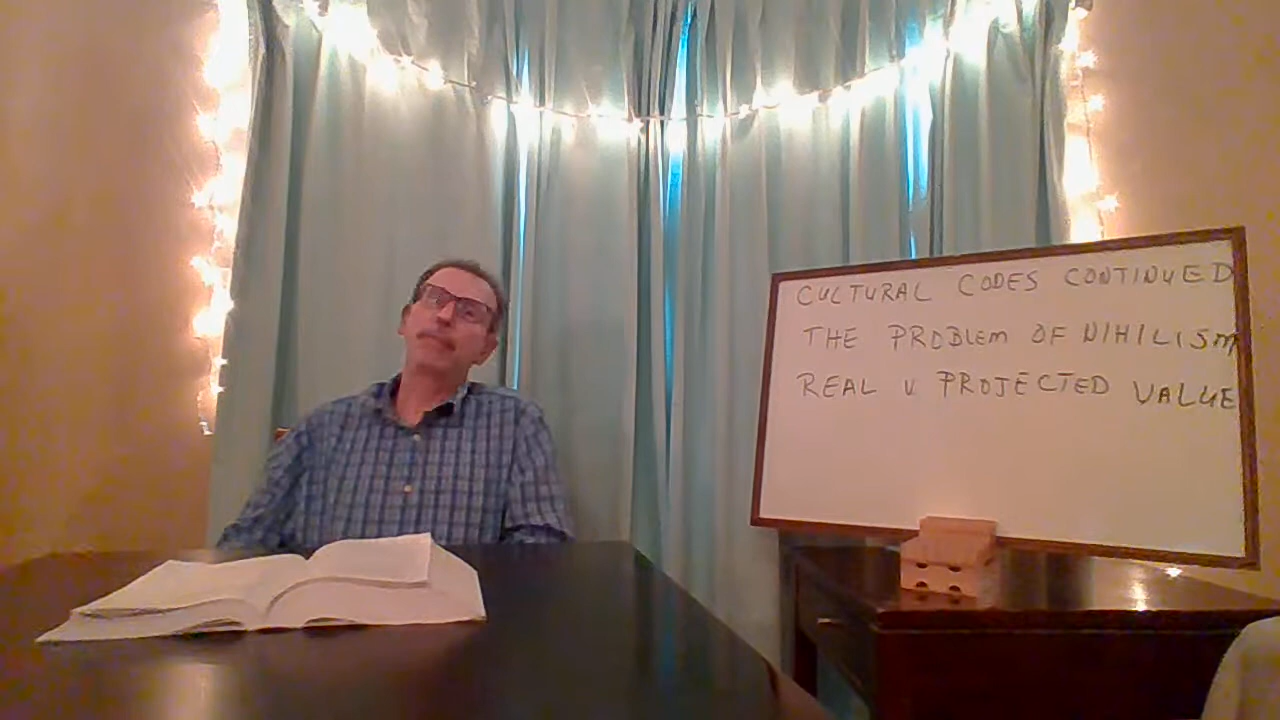 CULTURAL CODES CONTINUED
THE PROBLEM OF NIHILISM
REAL V PROJECTED VALUE